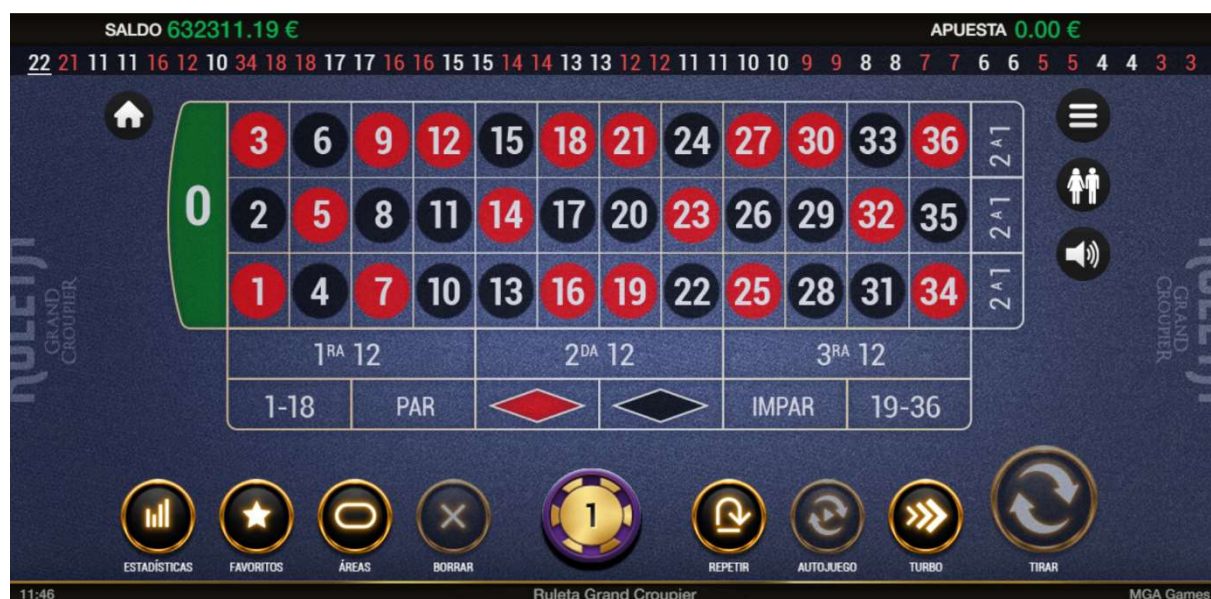 SALDO 632311.19 € APUESTA 0.00 €
22 21 11 11 16 12 10 34 18 18 17 17 16 16 15 15 14 14 13 13 12 12 11 11 10 10 9 9 8 8 7 7 6 6 5 5 4 4 3 3
3 6 9 12 15 18 21 24 27 30 33 36 2 A 1
0 2 5 8 11 14 17 20 23 26 29 32 35 2 A 1
1 4 7 10 13 16 19 22 25 28 31 34 2 A 1
GRAND
CROUPIER
GRAND
CROUPIER
1RA 12 2DA 12 3RA 12
1-18 PAR IMPAR 19-36
1
ESTADÍSTICAS FAVORITOS ÁREAS BORRAR REPETIR AUTOJUEGO TURBO TIRAR
11:46 Ruleta Grand Croupier MGA Games